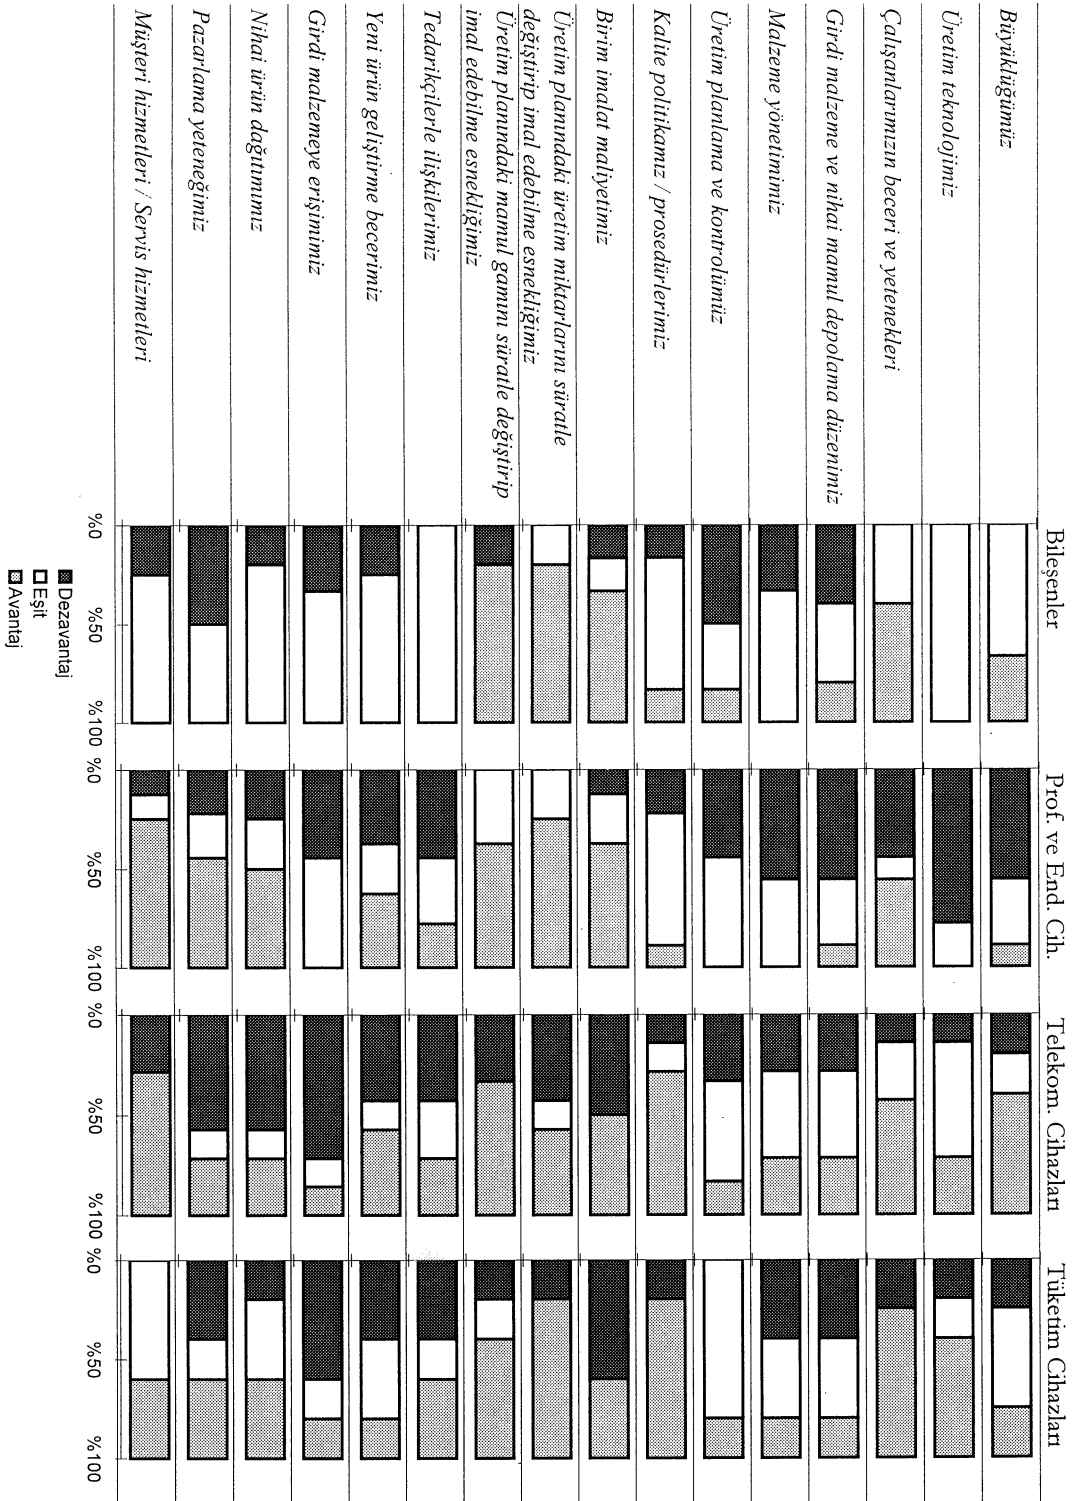 Bileşenler
Prof. ve End. Cih.
Telekom. Cihazları
Tüketim Cihazları
Büyüklüğümüz
Üretim teknolojimiz
Çalışanlarımızın beceri ve yetenekleri
Girdi malzeme ve nihai mamul depolama düzenimiz
Malzeme yönetimimiz
Üretim planlama ve kontrolümüz
Kalite politikamız / prosedürlerimiz
Birim imalat maliyetimiz
Üretim planındaki üretim miktarlarını süratle
değiştirip imal edebilme esnekliğimiz
Üretim planındaki mamul gamını süratle değiştirip
imal edebilme esnekliğimiz
Tedarikçilerle ilişkilerimiz
Yeni ürün geliştirme becerimiz
Girdi malzemeye erişimimiz
Nihai ürün dağıtımımız
Pazarlama yeteneğimiz
Müşteri hizmetleri / Servis hizmetleri
%0 %50 %100
%0 %50 %100
%0 %50 %100
%0 %50 %100
Dezavantaj
Eşit
Avantaj